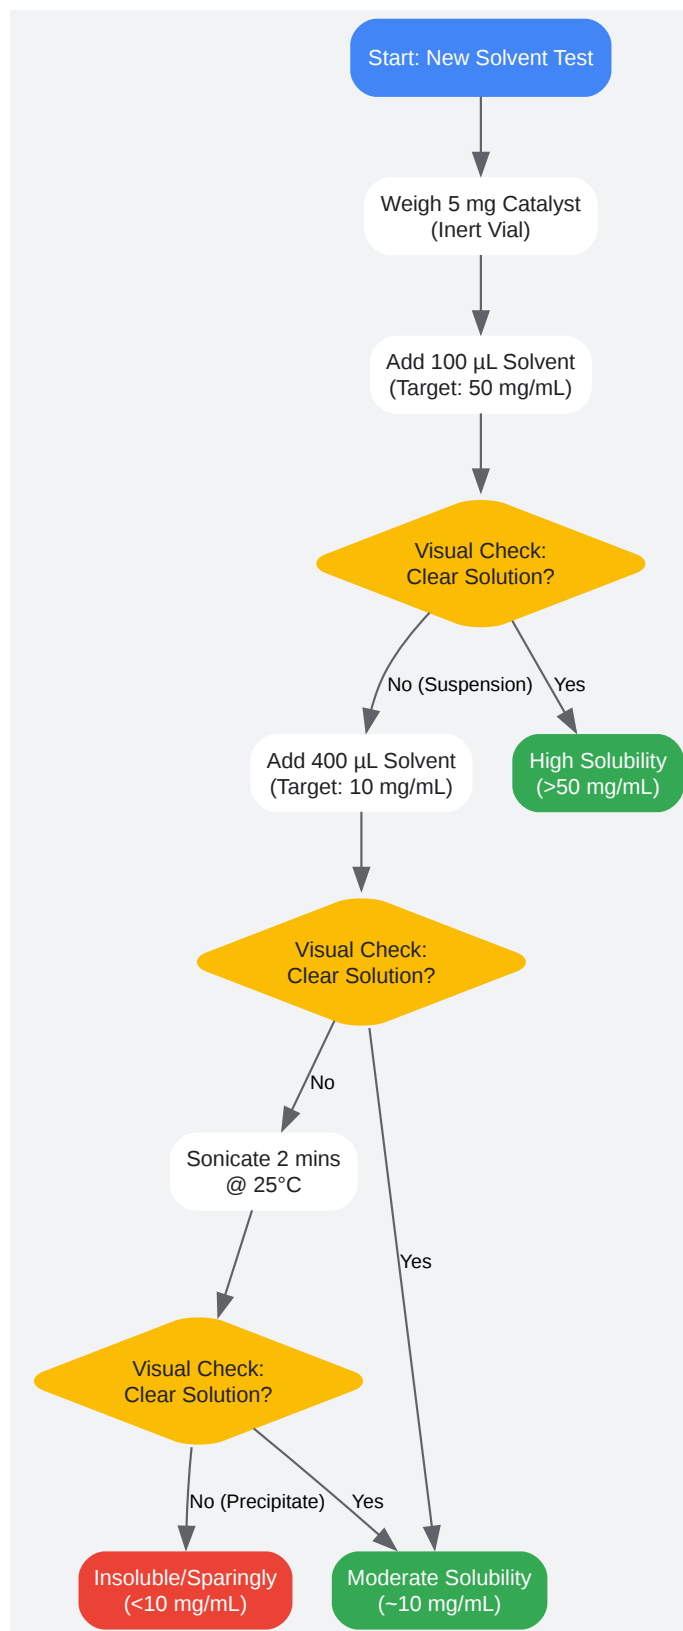 Start: New Solvent Test
Weigh 5 mg Catalyst
(Inert Vial)
Add 100 µL Solvent
(Target: 50 mg/mL)
Visual Check:
Clear Solution?
No (Suspension)
Yes
Add 400 µL Solvent
(Target: 10 mg/mL)
High Solubility
(>50 mg/mL)
Visual Check:
Clear Solution?
No
Sonicate 2 mins
@ 25°C
Yes
Visual Check:
Clear Solution?
No (Precipitate)
Yes
Insoluble/Sparingly
(<10 mg/mL)
Moderate Solubility
(~10 mg/mL)